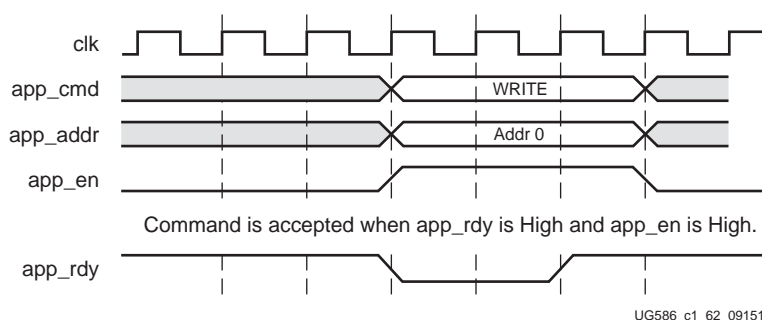 clk
app_cmd
WRITE
app_addr
Addr 0
app_en
Command is accepted when app_rdy is High and app_en is High.
app_rdy
UG586_c1_62_09151